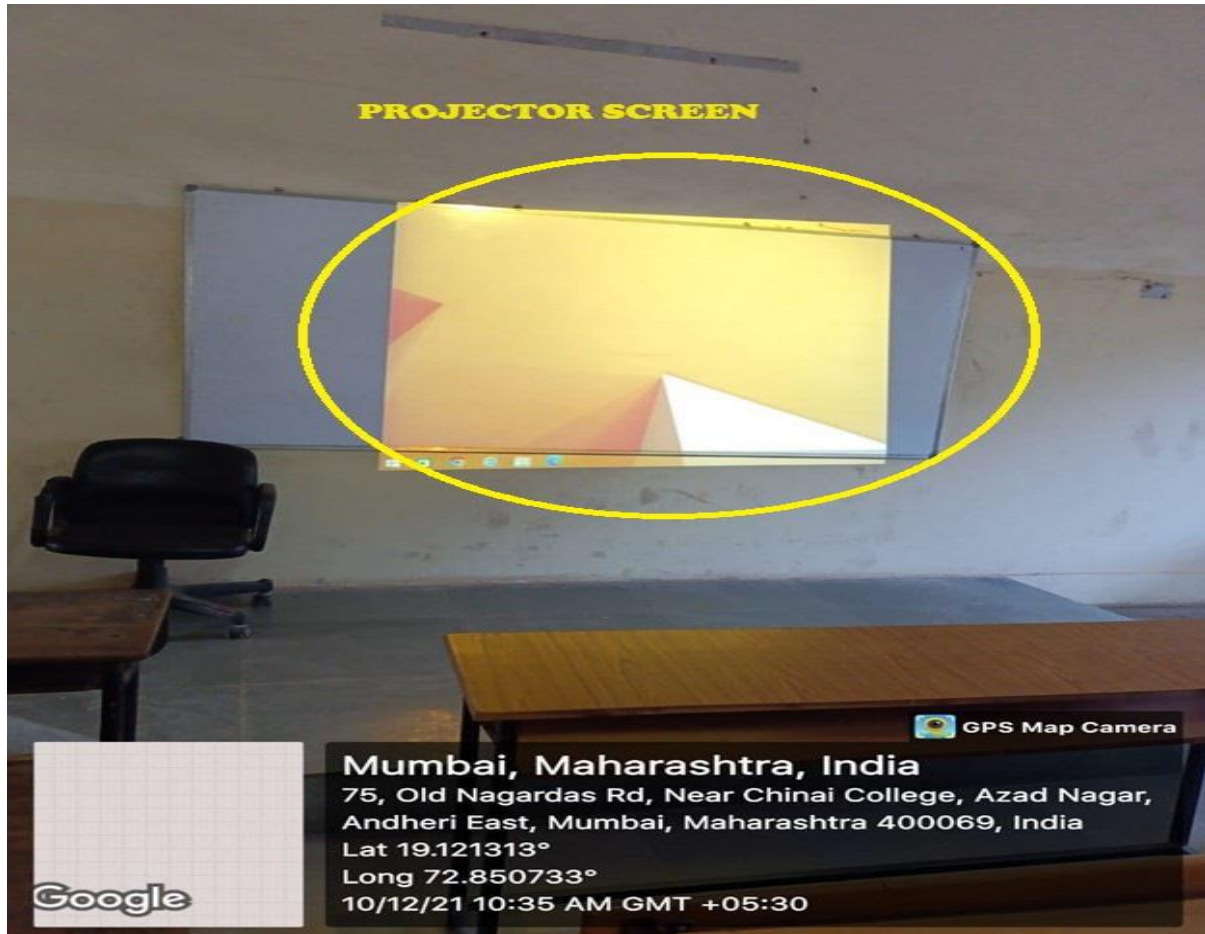 PROJECTOR SCREEN
GPS Map Camera
Mumbai, Maharashtra, India
75, Old Nagardas Rd, Near Chinai College, Azad Nagar,
Andheri East, Mumbai, Maharashtra 400069, India
Lat 19.121313°
Long 72.850733°
10/12/21 10:35 AM GMT +05:30
Google